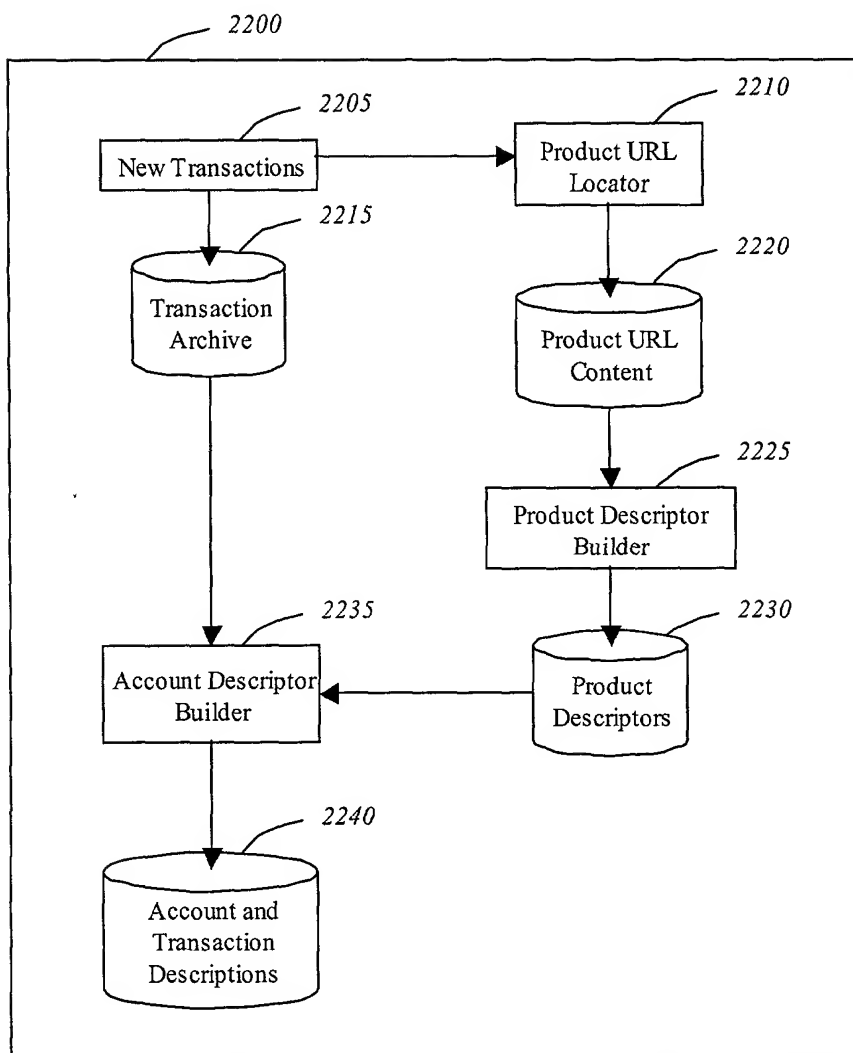 2200
2205
2210
New Transactions
Product URL
Locator
2215
2220
Transaction
Archive
Product URL
Content
2225
Product Descriptor
Builder
2235
2230
Account Descriptor
Builder
Product
Descriptors
2240
Account and
Transaction
Descriptions